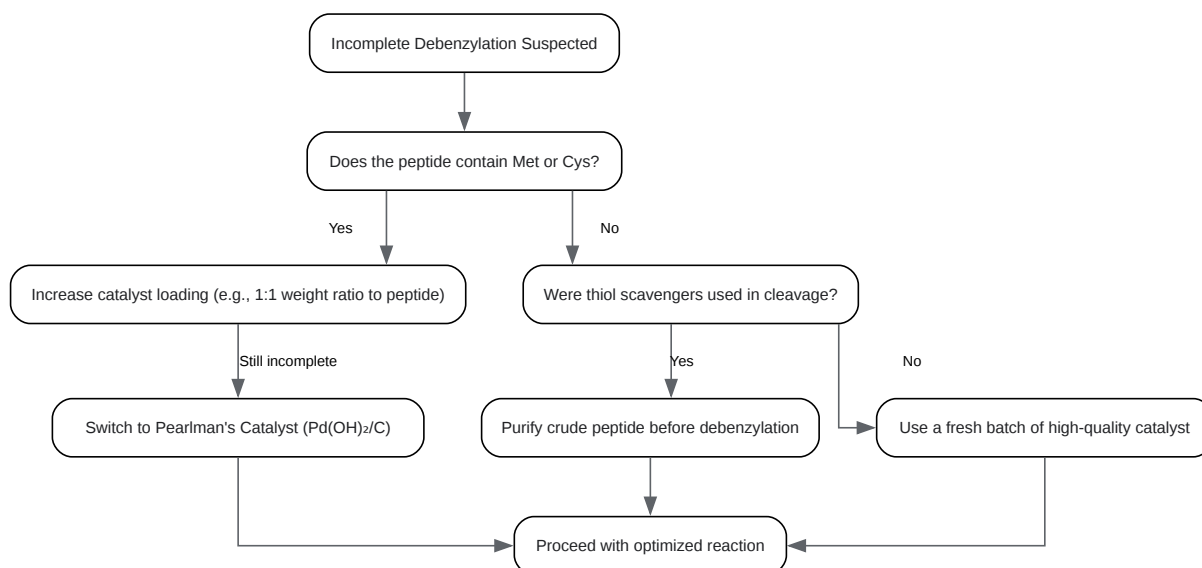 Incomplete Debenzylation Suspected
Does the peptide contain Met or Cys?
Yes
No
Increase catalyst loading (e.g., 1:1 weight ratio to peptide)
Were thiol scavengers used in cleavage?
Still incomplete
Yes
No
Switch to Pearlman's Catalyst (Pd(OH)₂/C)
Purify crude peptide before debenzylation
Use a fresh batch of high-quality catalyst
Proceed with optimized reaction